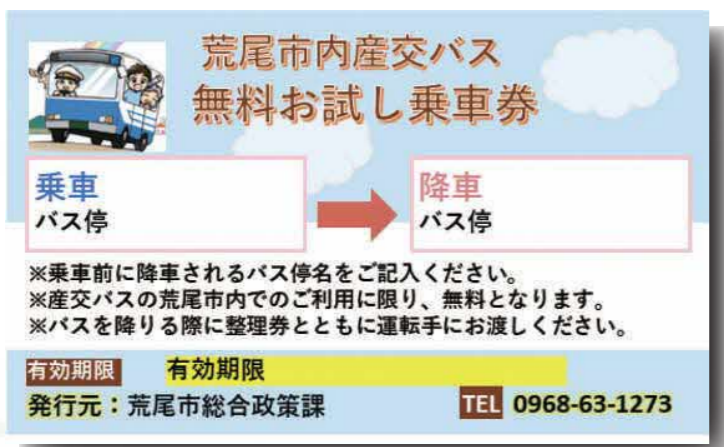 荒尾市内産交バス
無料お試し乗車券
乗車
バス停
降車
バス停
※乗車前に降車されるバス停名をご記入ください。
※産交バスの荒尾市内でのご利用に限り、無料となります。
※バスを降りる際に整理券とともに運転手にお渡しください。
有効期限 有効期限
発行元：荒尾市総合政策課 TEL 0968-63-1273